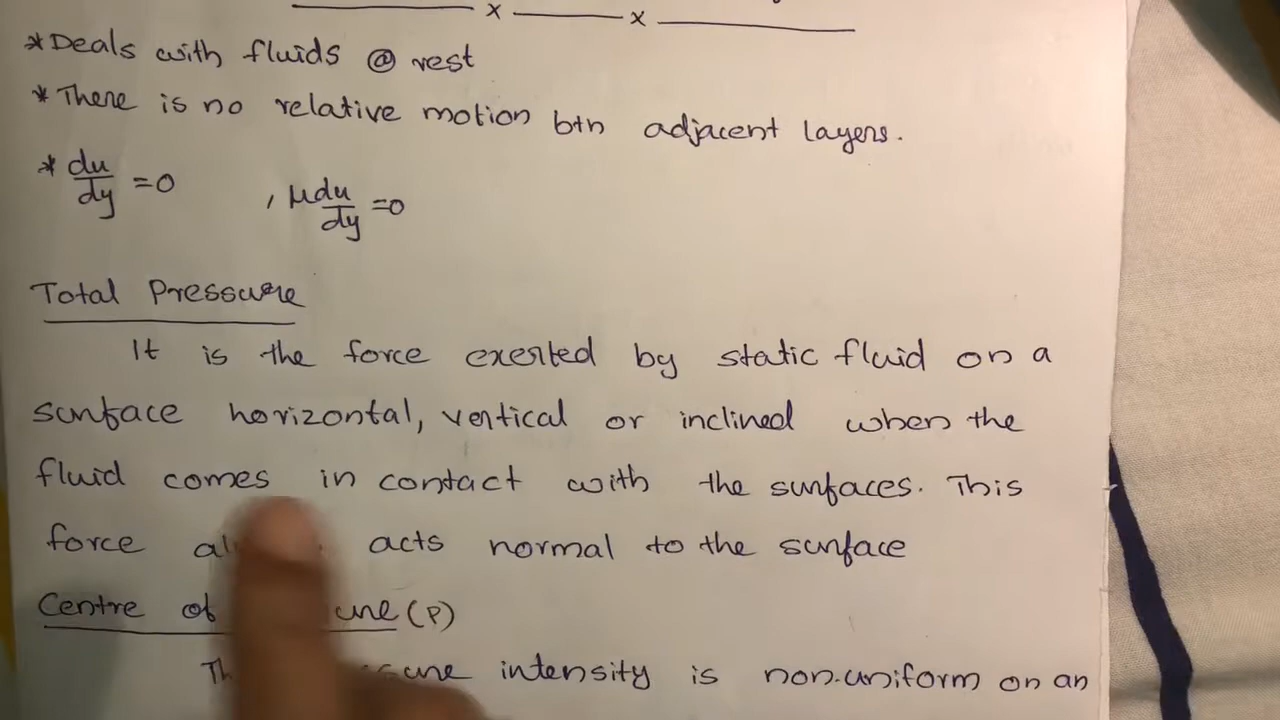 x x
*Deals with fluids @ rest
*There is no relative motion btn adjacent layers.
* du/dy =0 , μ du/dy =0
Total Pressure
It is the force exerted by static fluid on a
surface horizontal, vertical or inclined when the
fluid comes in contact with the surfaces. This
force acts normal to the surface
Centre of (P)
intensity is non-uniform on an